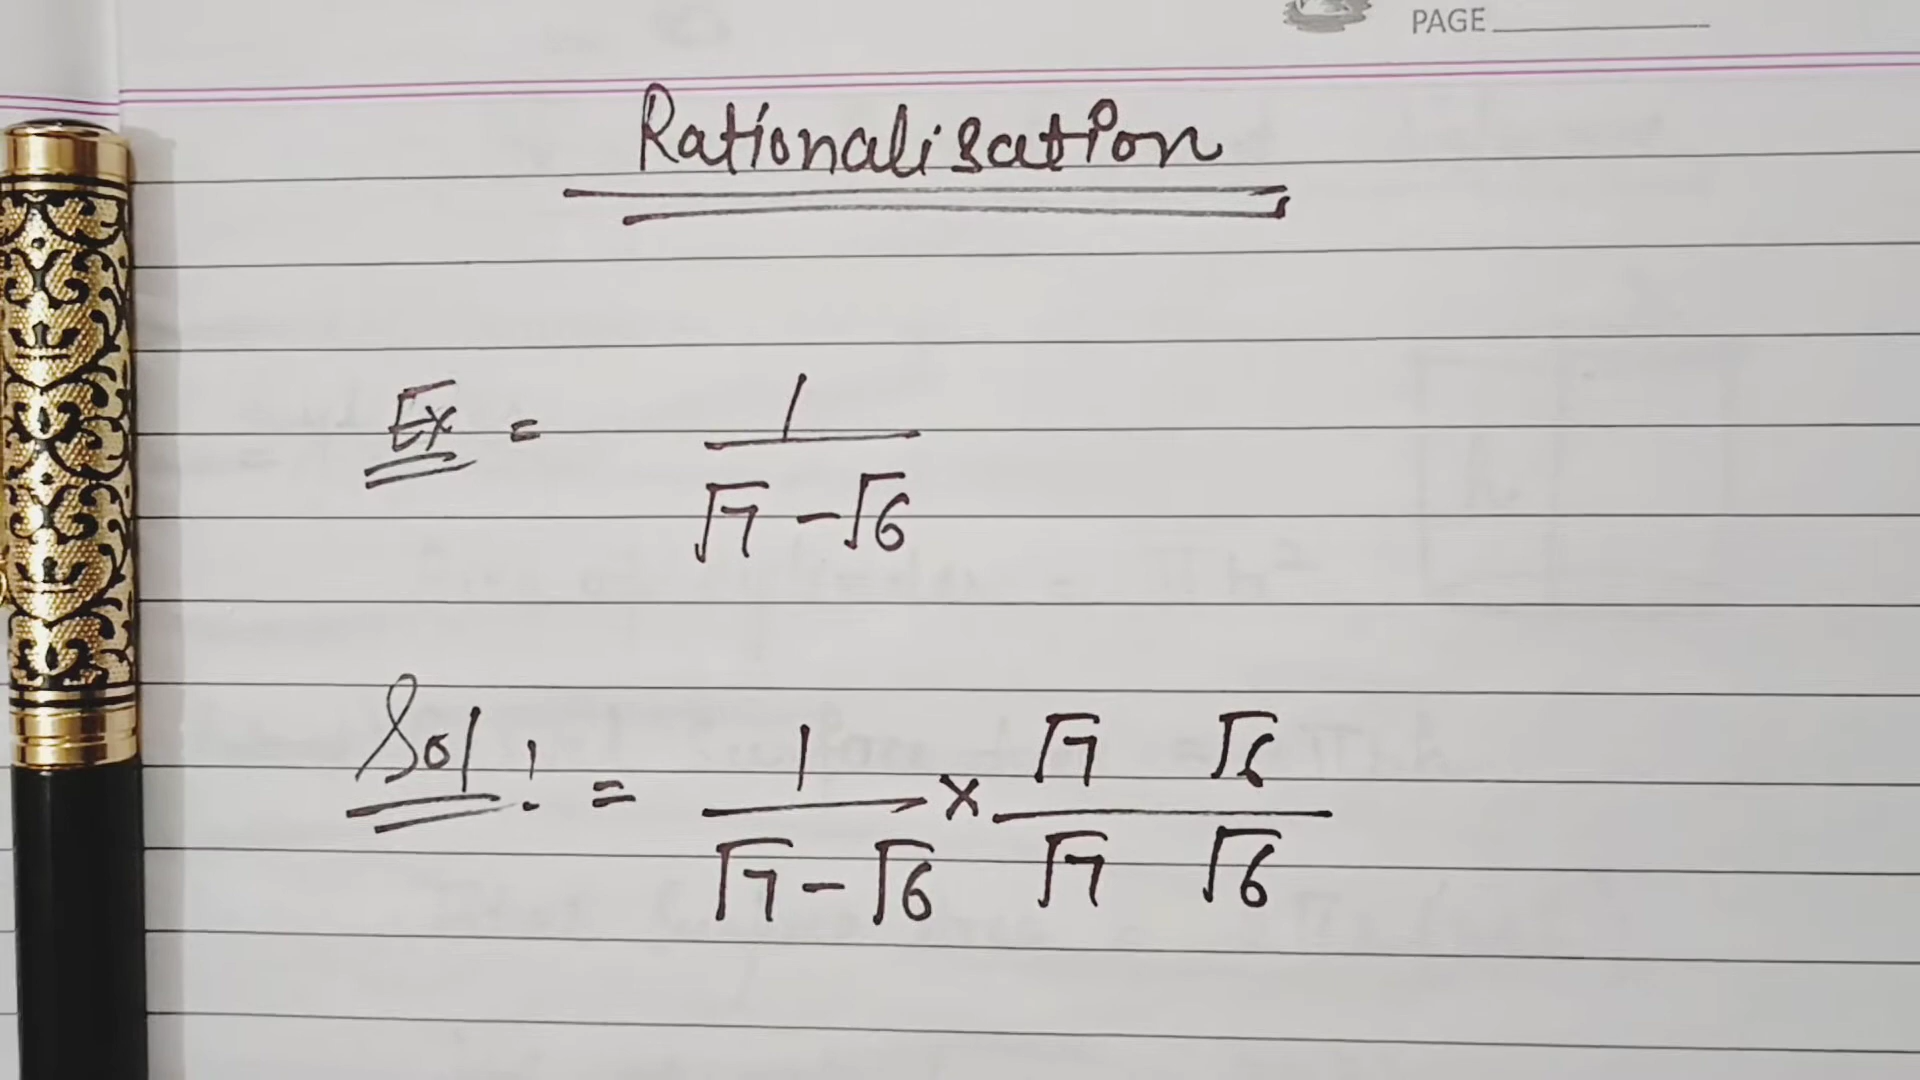 PAGE
Rationalisation
Ex = 1/(√7 - √6)
Sol! = 1/(√7 - √6) × (√7 √6)/(√7 √6)